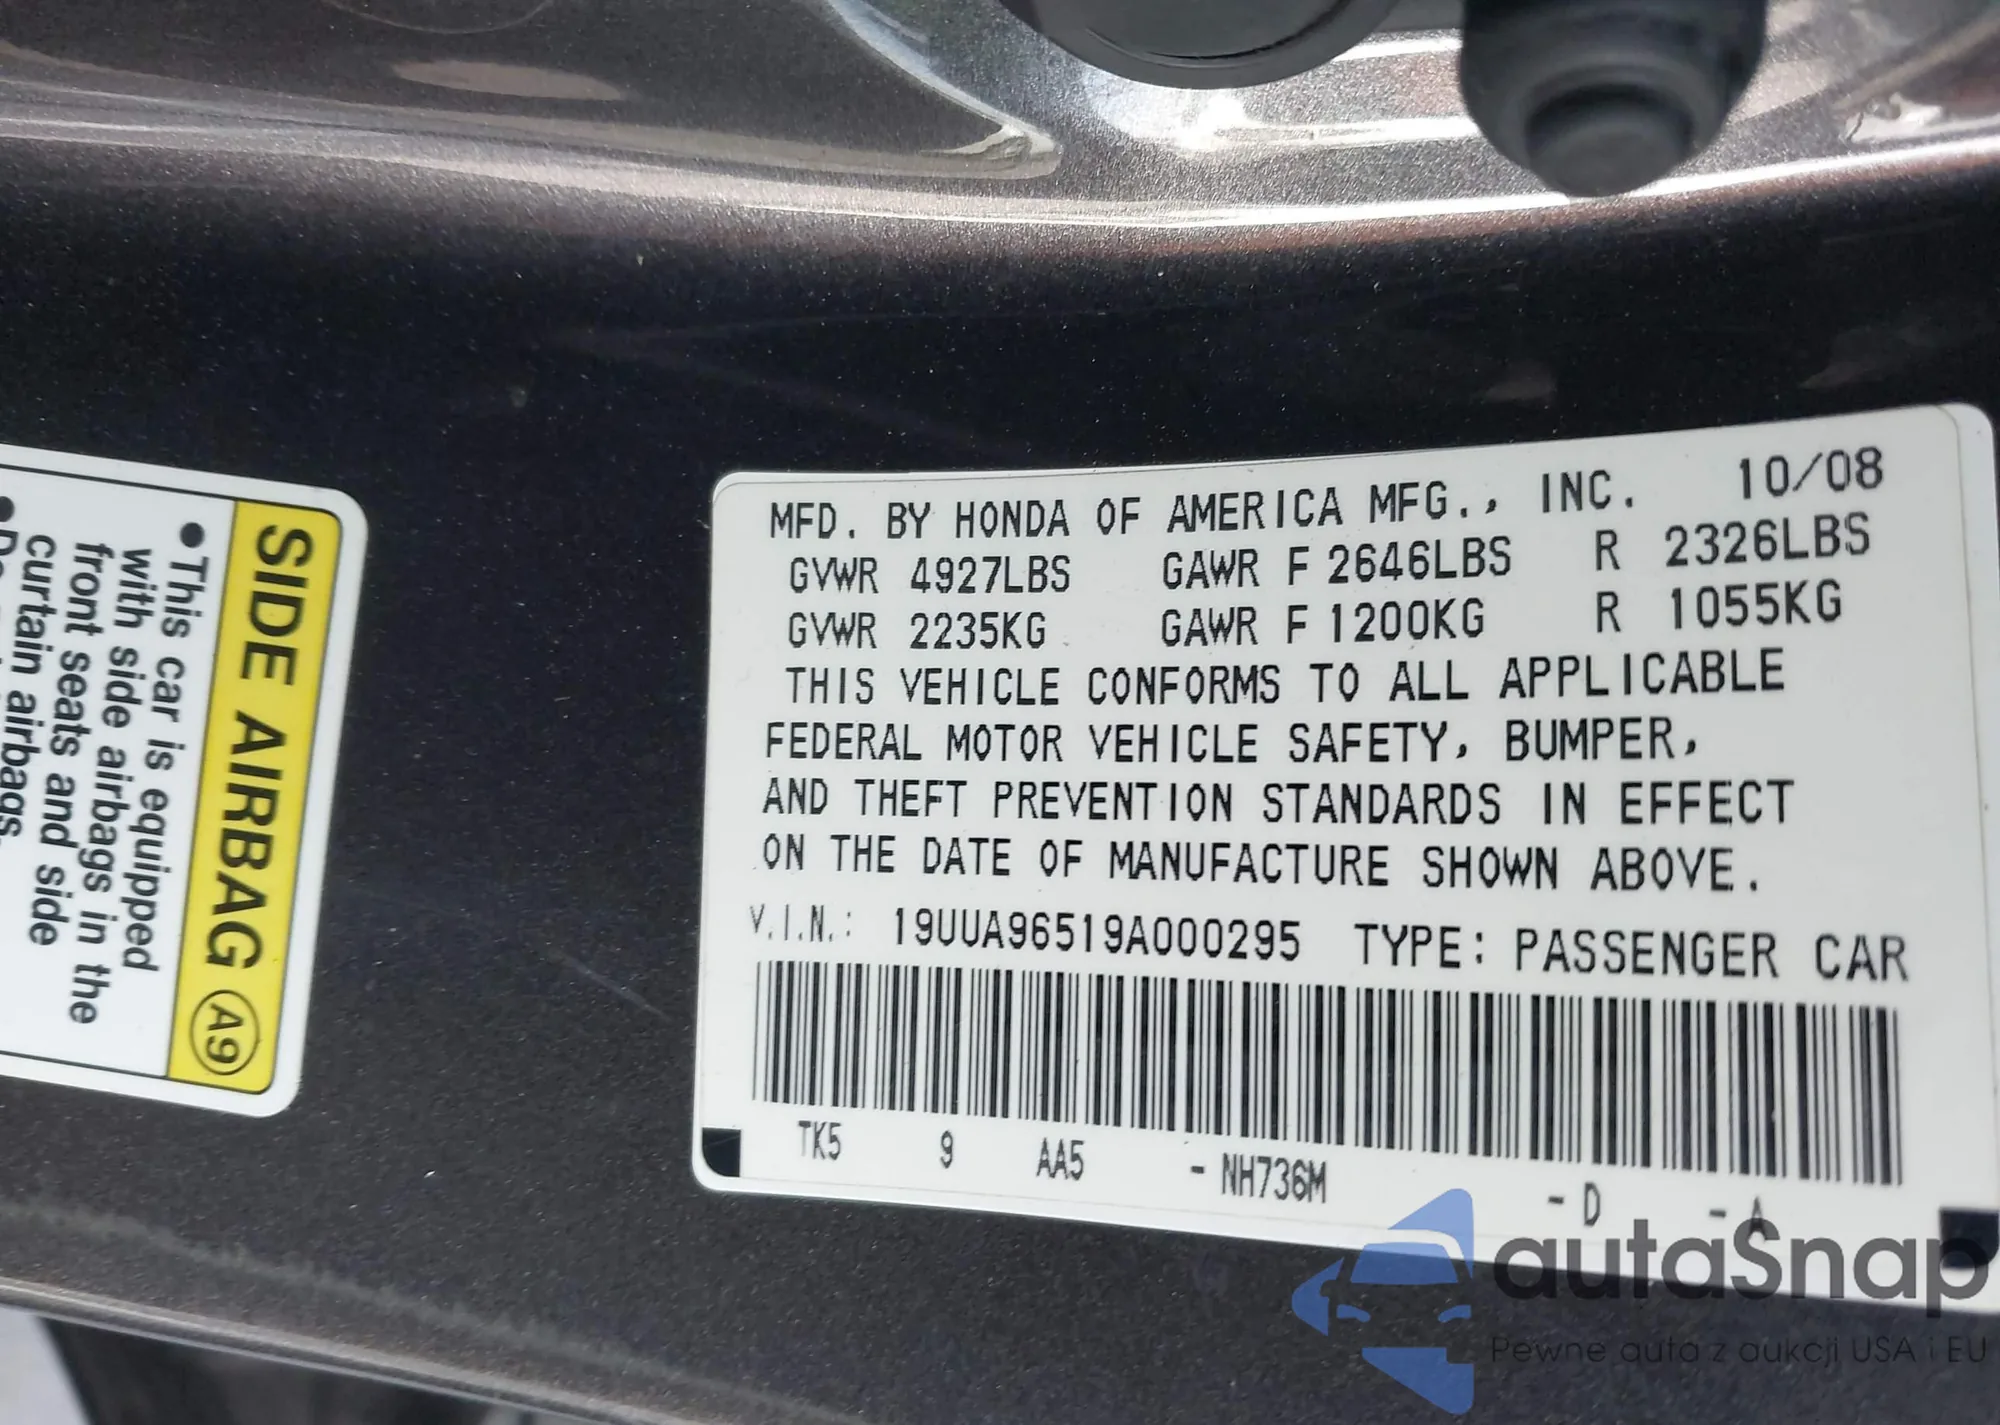 SIDE AIRBAG A9
●This car is equipped
with side airbags in the
front seats and side
curtain airbags.
MFD. BY HONDA OF AMERICA MFG., INC. 10/08
GVWR 4927LBS GAWR F 2646LBS R 2326LBS
GVWR 2235KG GAWR F 1200KG R 1055KG
THIS VEHICLE CONFORMS TO ALL APPLICABLE
FEDERAL MOTOR VEHICLE SAFETY, BUMPER,
AND THEFT PREVENTION STANDARDS IN EFFECT
ON THE DATE OF MANUFACTURE SHOWN ABOVE.
V.I.N.: 19UUA96519A000295 TYPE: PASSENGER CAR
TK5 9 AA5 - NH736M - D - A
autaSnap
Pewne auta z aukcji USA i EU